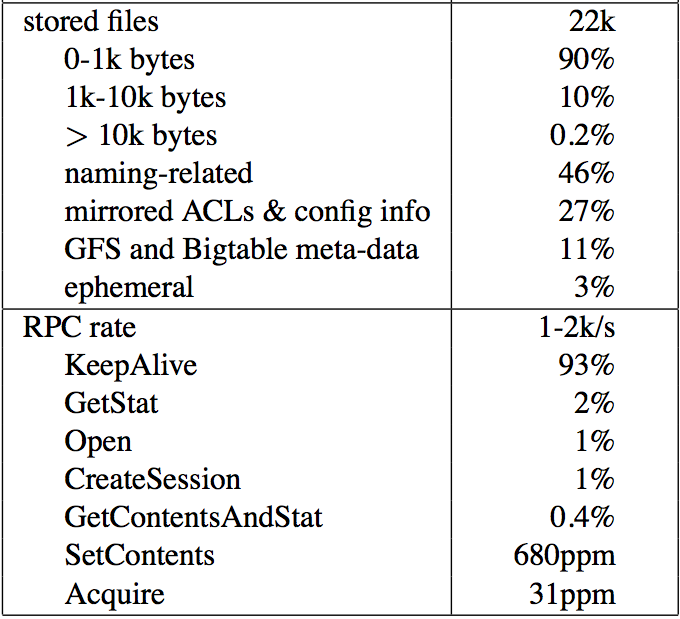 stored files 22k
0-1k bytes 90%
1k-10k bytes 10%
> 10k bytes 0.2%
naming-related 46%
mirrored ACLs & config info 27%
GFS and Bigtable meta-data 11%
ephemeral 3%
RPC rate 1-2k/s
KeepAlive 93%
GetStat 2%
Open 1%
CreateSession 1%
GetContentsAndStat 0.4%
SetContents 680ppm
Acquire 31ppm